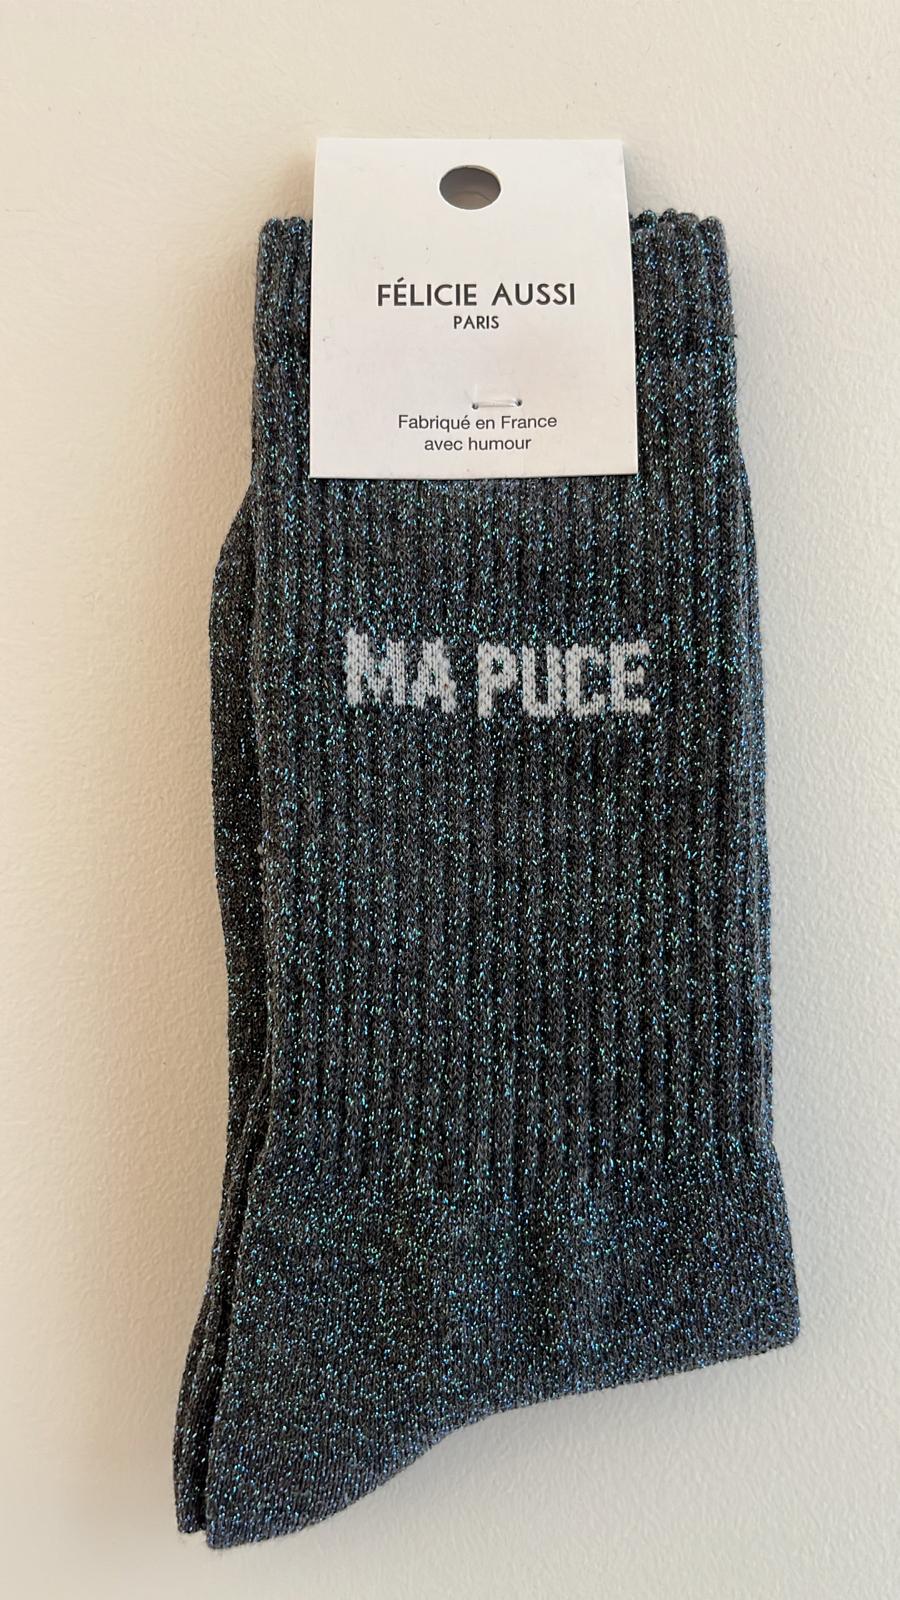 FÉLICIE AUSSI
PARIS
Fabriqué en France
avec humour
MA PUCE